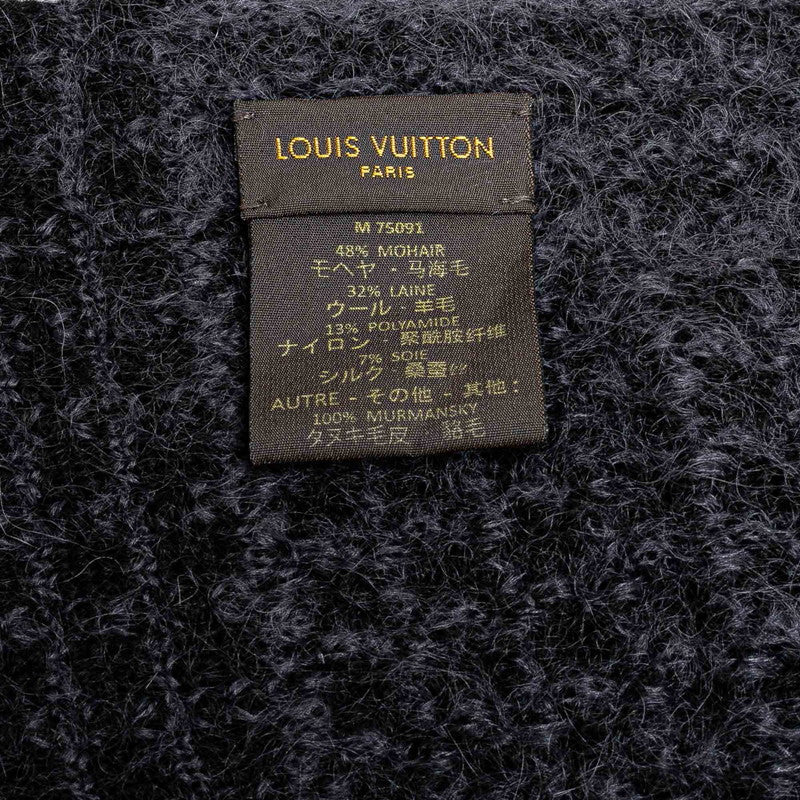 LOUIS VUITTON
PARIS
M 75091
48% MOHAIR
モヘヤ · 马海毛
32% LAINE
ウール · 羊毛
13% POLYAMIDE
ナイロン · 聚酰胺纤维
7% SOIE
シルク · 桑蚕丝
AUTRE - その他 - 其他:
100% MURMANSKY
タヌキ毛皮 貉毛